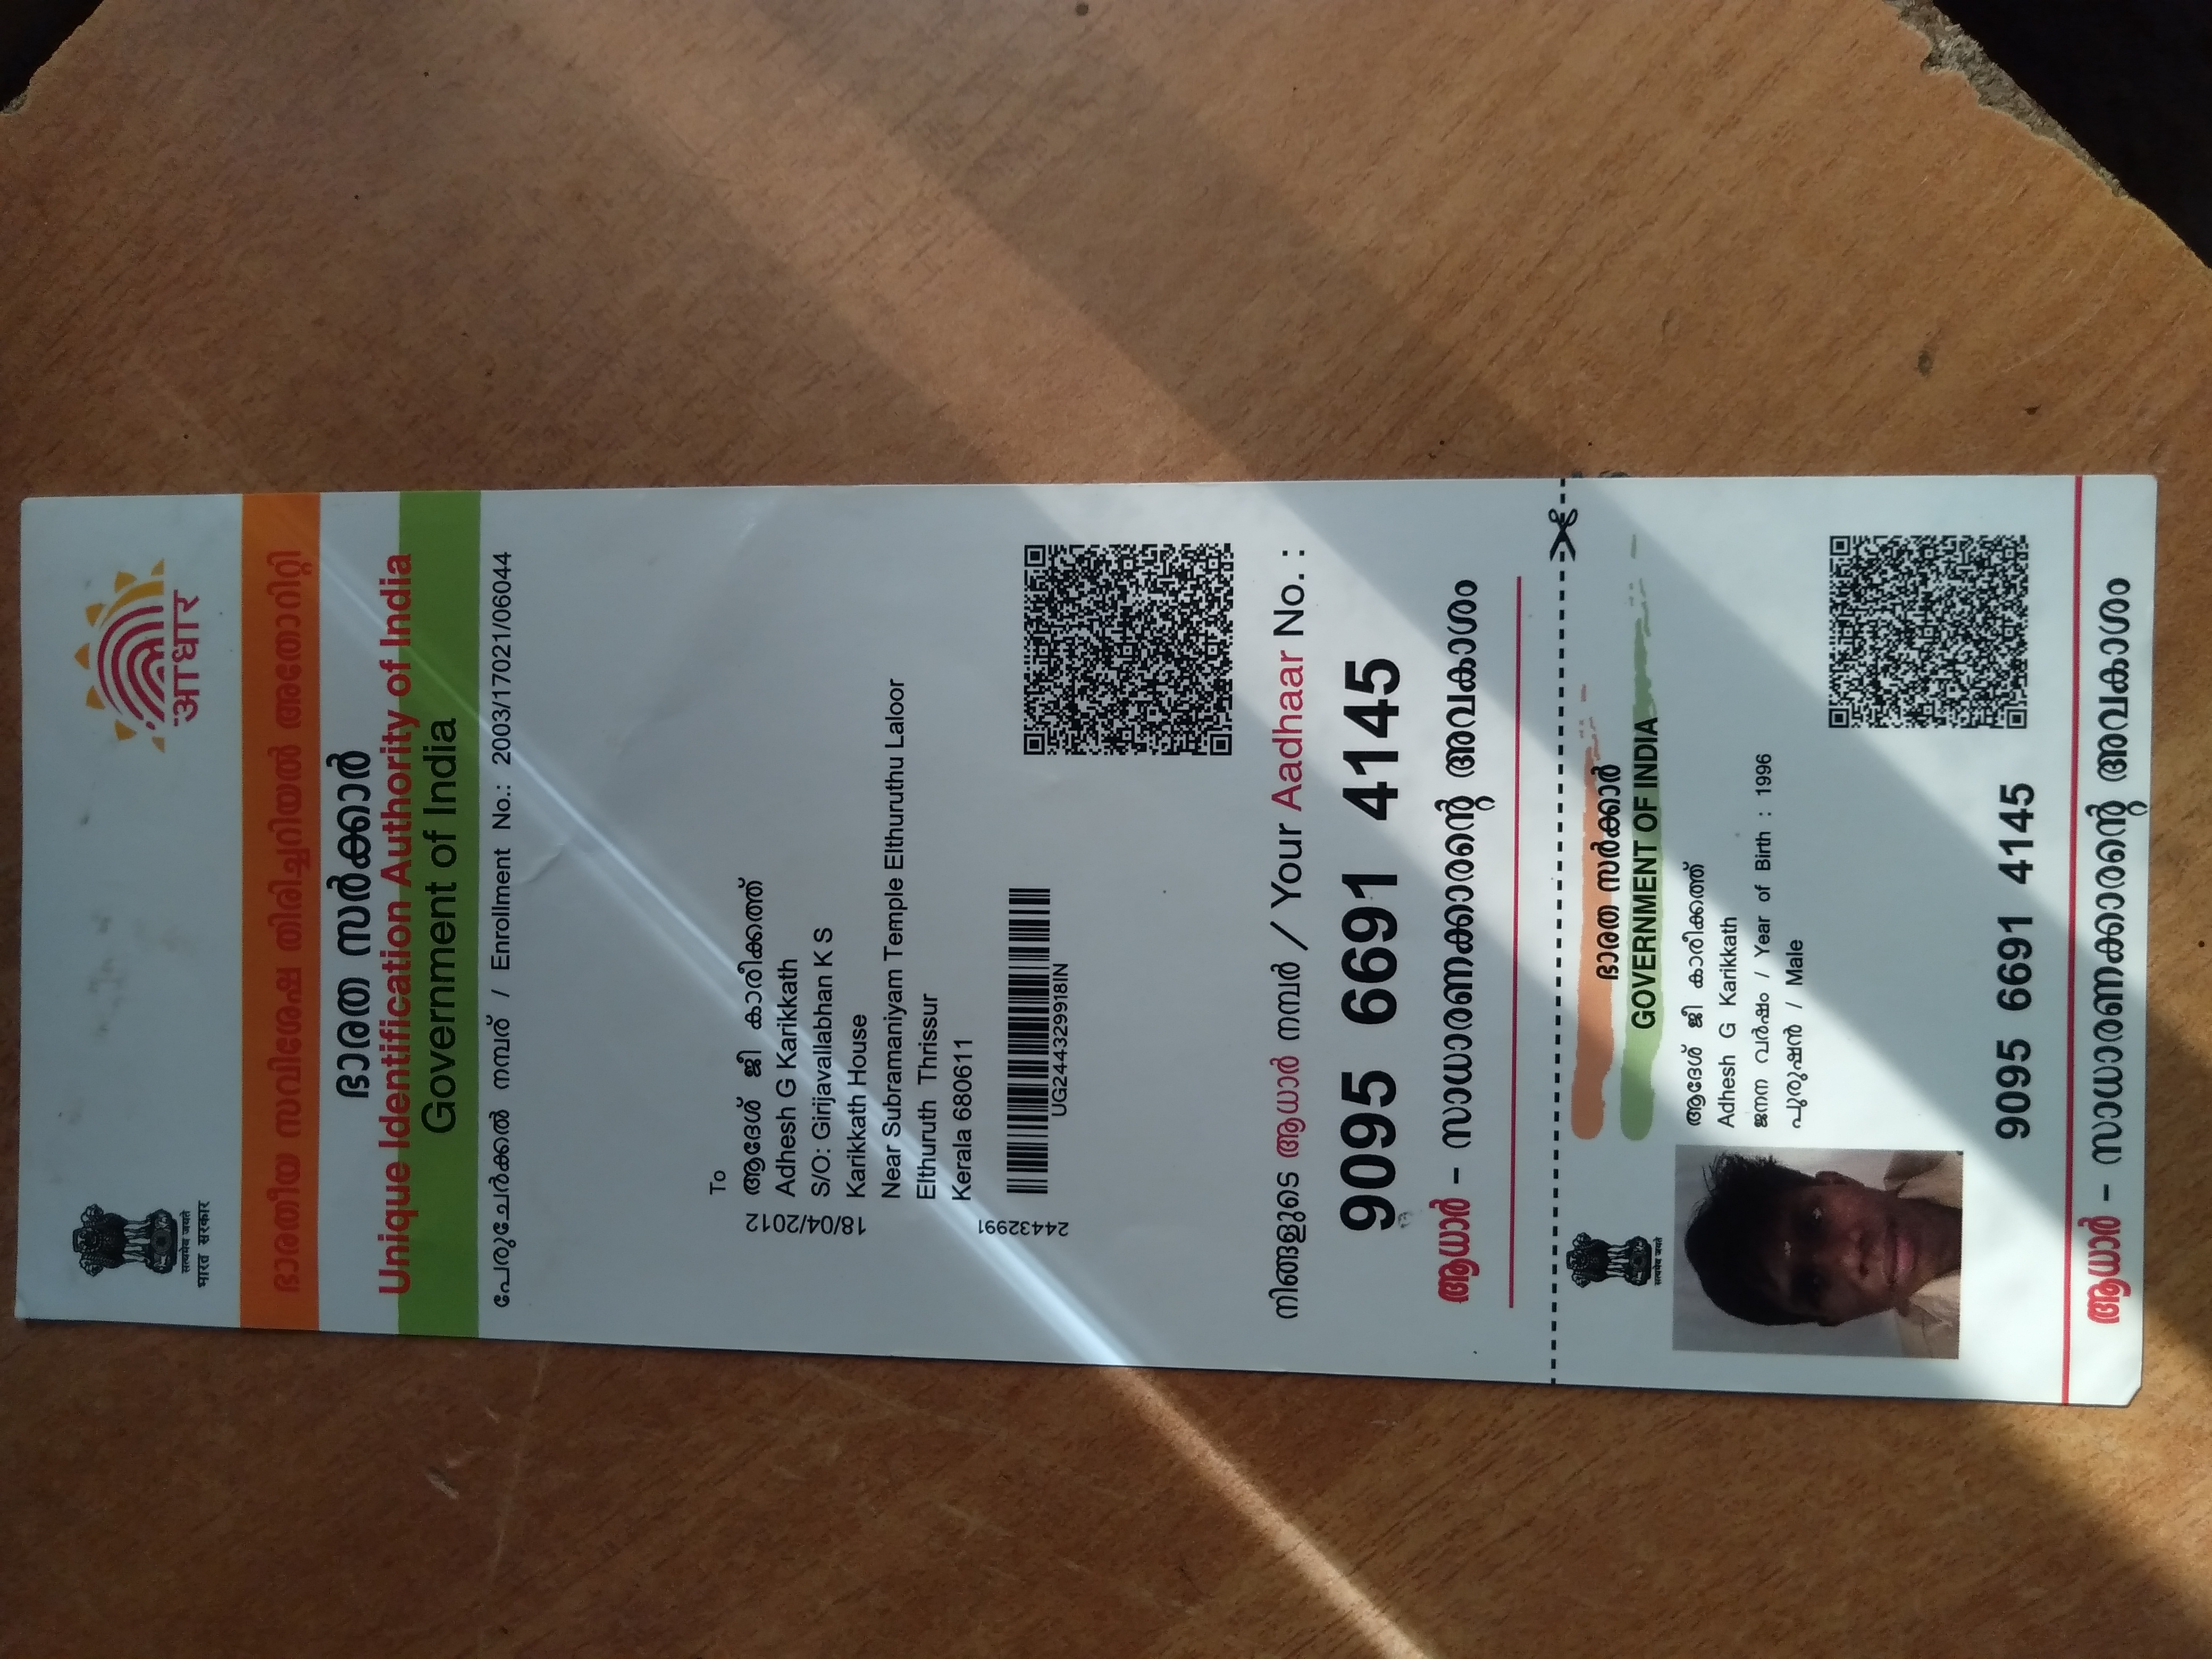 सत्यमेव जयते
भारत सरकार
आधार
ഭാരതീയ സവിശേഷ തിരിച്ചറിയൽ അതോറിറ്റി
ഭാരത സർക്കാർ
Unique Identification Authority of India
Government of India
പേരുചേർക്കൽ നമ്പര് / Enrollment No.: 2003/17021/06044
To
ആദേശ് ജീ കാരീക്കത്ത്
Adhesh G Karikkath
S/O: Girijavallabhan K S
Karikkath House
Near Subramaniyam Temple Elthuruthu Laloor
Elthuruth Thrissur
Kerala 680611
18/04/2012
24432991
UG244329918IN
നിങ്ങളുടെ ആധാർ നമ്പർ / Your Aadhaar No. :
9095 6691 4145
ആധാർ - സാധാരണക്കാരന്റെ അവകാശം
सत्यमेव जयते
ഭാരത സർക്കാർ
GOVERNMENT OF INDIA
ആദേശ് ജീ കാരീക്കത്ത്
Adhesh G Karikkath
ജനന വർഷം / Year of Birth : 1996
പുരുഷൻ / Male
9095 6691 4145
ആധാർ - സാധാരണക്കാരന്റെ അവകാശം